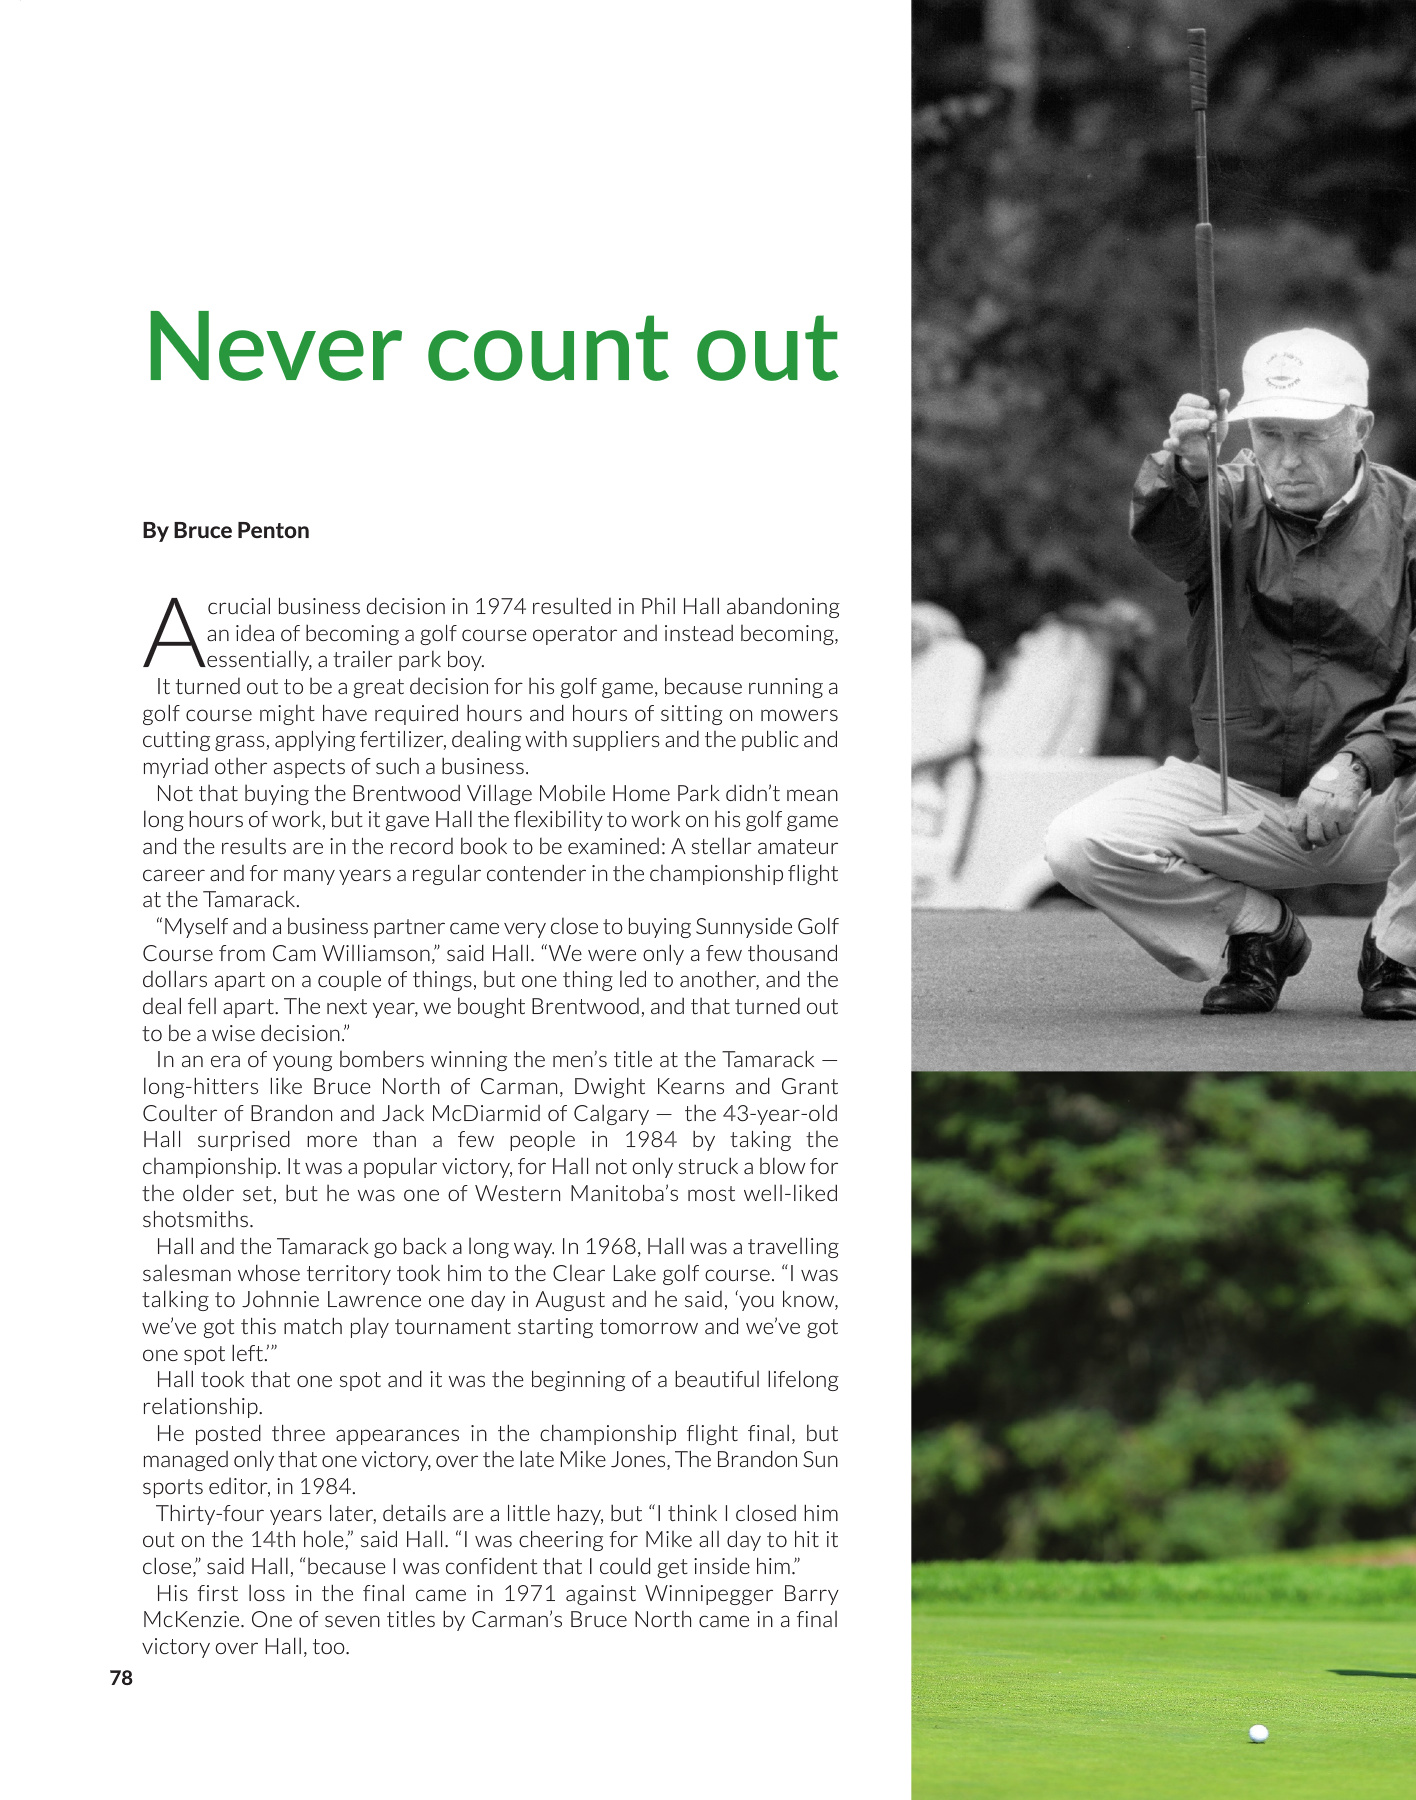 Never count out
By Bruce Penton
A crucial business decision in 1974 resulted in Phil Hall abandoning
an idea of becoming a golf course operator and instead becoming,
essentially, a trailer park boy.
It turned out to be a great decision for his golf game, because running a
golf course might have required hours and hours of sitting on mowers
cutting grass, applying fertilizer, dealing with suppliers and the public and
myriad other aspects of such a business.
Not that buying the Brentwood Village Mobile Home Park didn’t mean
long hours of work, but it gave Hall the flexibility to work on his golf game
and the results are in the record book to be examined: A stellar amateur
career and for many years a regular contender in the championship flight
at the Tamarack.
“Myself and a business partner came very close to buying Sunnyside Golf
Course from Cam Williamson,” said Hall. “We were only a few thousand
dollars apart on a couple of things, but one thing led to another, and the
deal fell apart. The next year, we bought Brentwood, and that turned out
to be a wise decision.”
In an era of young bombers winning the men’s title at the Tamarack —
long-hitters like Bruce North of Carman, Dwight Kearns and Grant
Coulter of Brandon and Jack McDiarmid of Calgary — the 43-year-old
Hall surprised more than a few people in 1984 by taking the
championship. It was a popular victory, for Hall not only struck a blow for
the older set, but he was one of Western Manitoba’s most well-liked
shotsmiths.
Hall and the Tamarack go back a long way. In 1968, Hall was a travelling
salesman whose territory took him to the Clear Lake golf course. “I was
talking to Johnnie Lawrence one day in August and he said, ‘you know,
we’ve got this match play tournament starting tomorrow and we’ve got
one spot left.’”
Hall took that one spot and it was the beginning of a beautiful lifelong
relationship.
He posted three appearances in the championship flight final, but
managed only that one victory, over the late Mike Jones, The Brandon Sun
sports editor, in 1984.
Thirty-four years later, details are a little hazy, but “I think I closed him
out on the 14th hole,” said Hall. “I was cheering for Mike all day to hit it
close,” said Hall, “because I was confident that I could get inside him.”
His first loss in the final came in 1971 against Winnipegger Barry
McKenzie. One of seven titles by Carman’s Bruce North came in a final
victory over Hall, too.
78